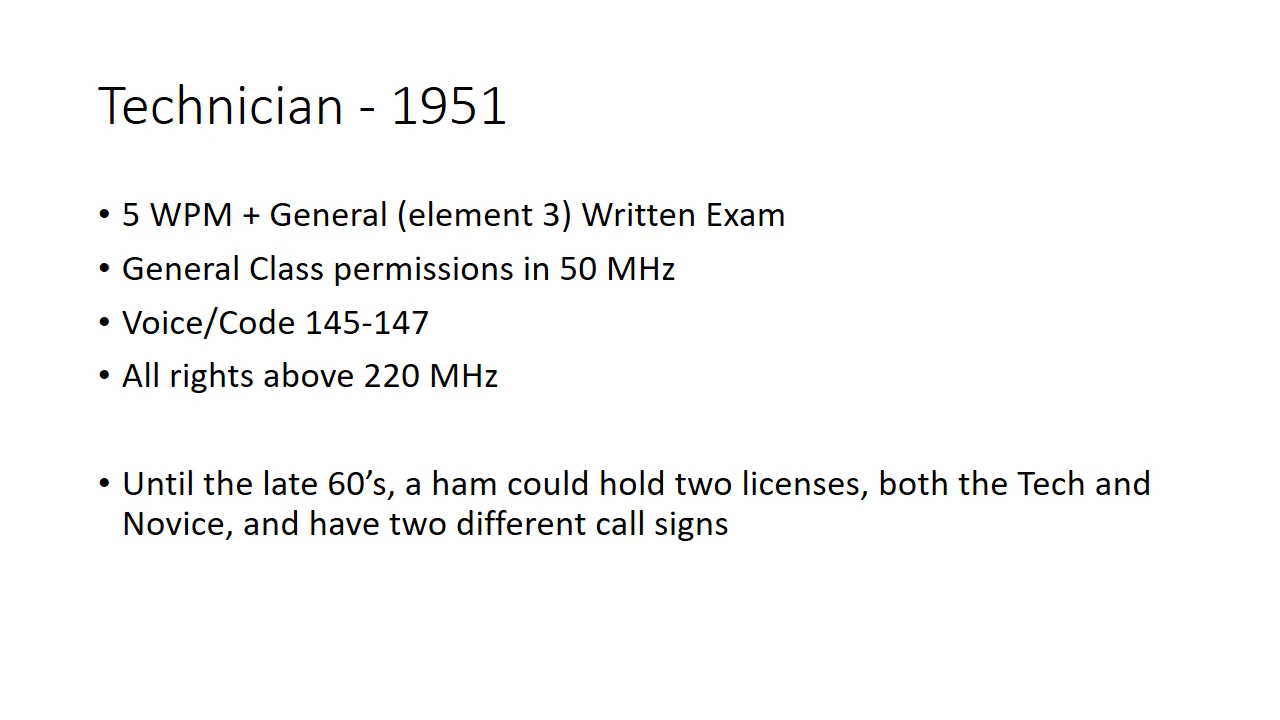 Technician - 1951
• 5 WPM + General (element 3) Written Exam
• General Class permissions in 50 MHz
• Voice/Code 145-147
• All rights above 220 MHz
• Until the late 60’s, a ham could hold two licenses, both the Tech and
Novice, and have two different call signs